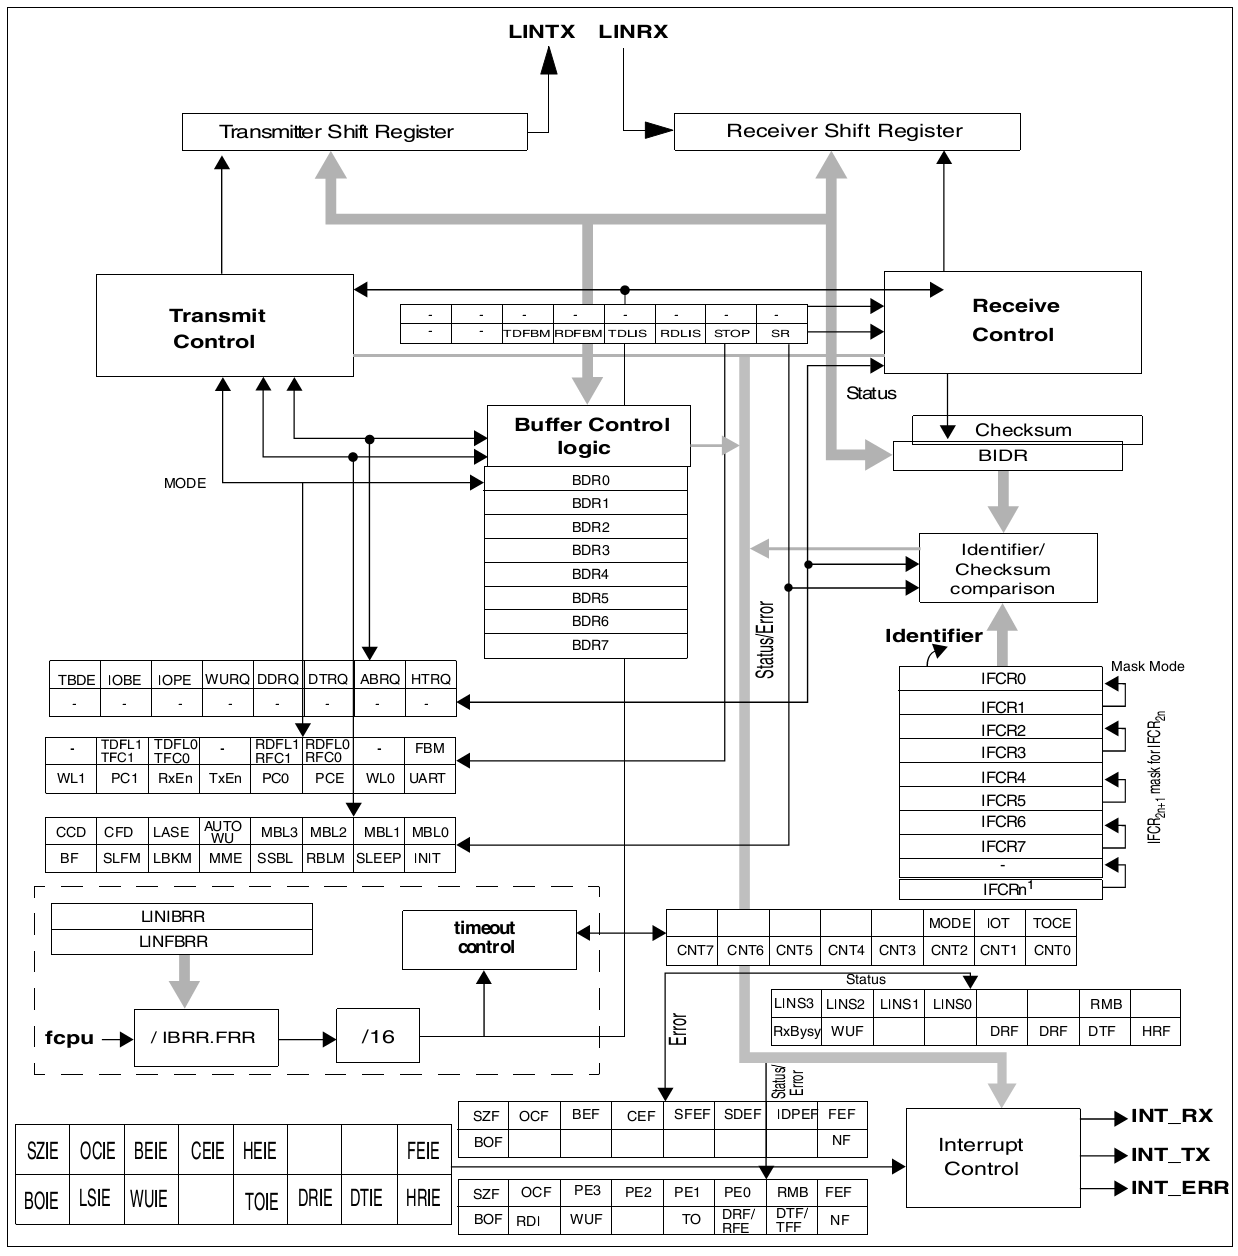 LINTX LINRX
Transmitter Shift Register
Receiver Shift Register
Transmit
Control
Receive
Control
- - - - - - - -
- - TDFBM RDFBM TDLIS RDLIS STOP SR
Status
Buffer Control
logic
Checksum
BIDR
MODE
BDR0
BDR1
BDR2
BDR3
BDR4
BDR5
BDR6
BDR7
Identifier/
Checksum
comparison
Status/Error
Identifier
Mask Mode
IFCR0
IFCR1
IFCR2
IFCR3
IFCR4
IFCR5
IFCR6
IFCR7
-
IFCRn1
IFCR2n+1 mask for IFCR2n
TBDE IOBE IOPE WURQ DDRQ DTRQ ABRQ HTRQ
- - - - - - - -
- TDFL1 TDFL0 - RDFL1 RDFL0 - FBM
TFC1 TFC0 RFC1 RFC0
WL1 PC1 RxEn TxEn PC0 PCE WL0 UART
CCD CFD LASE AUTO MBL3 MBL2 MBL1 MBL0
WU
BF SLFM LBKM MME SSBL RBLM SLEEP INIT
LINIBRR
LINFBRR
timeout
control
fcpu
/ IBRR.FRR
/16
MODE IOT TOCE
CNT7 CNT6 CNT5 CNT4 CNT3 CNT2 CNT1 CNT0
Status
Error
LINS3 LINS2 LINS1 LINS0 RMB
RxBysy WUF DRF DRF DTF HRF
Status/
Error
SZF OCF BEF CEF SFEF SDEF IDPEF FEF
BOF NF
SZIE OCIE BEIE CEIE HEIE FEIE
BOIE LSIE WUIE TOIE DRIE DTIE HRIE
SZF OCF PE3 PE2 PE1 PE0 RMB FEF
BOF RDI WUF TO DRF/ DTF/ NF
RFE TFF
Interrupt
Control
INT_RX
INT_TX
INT_ERR